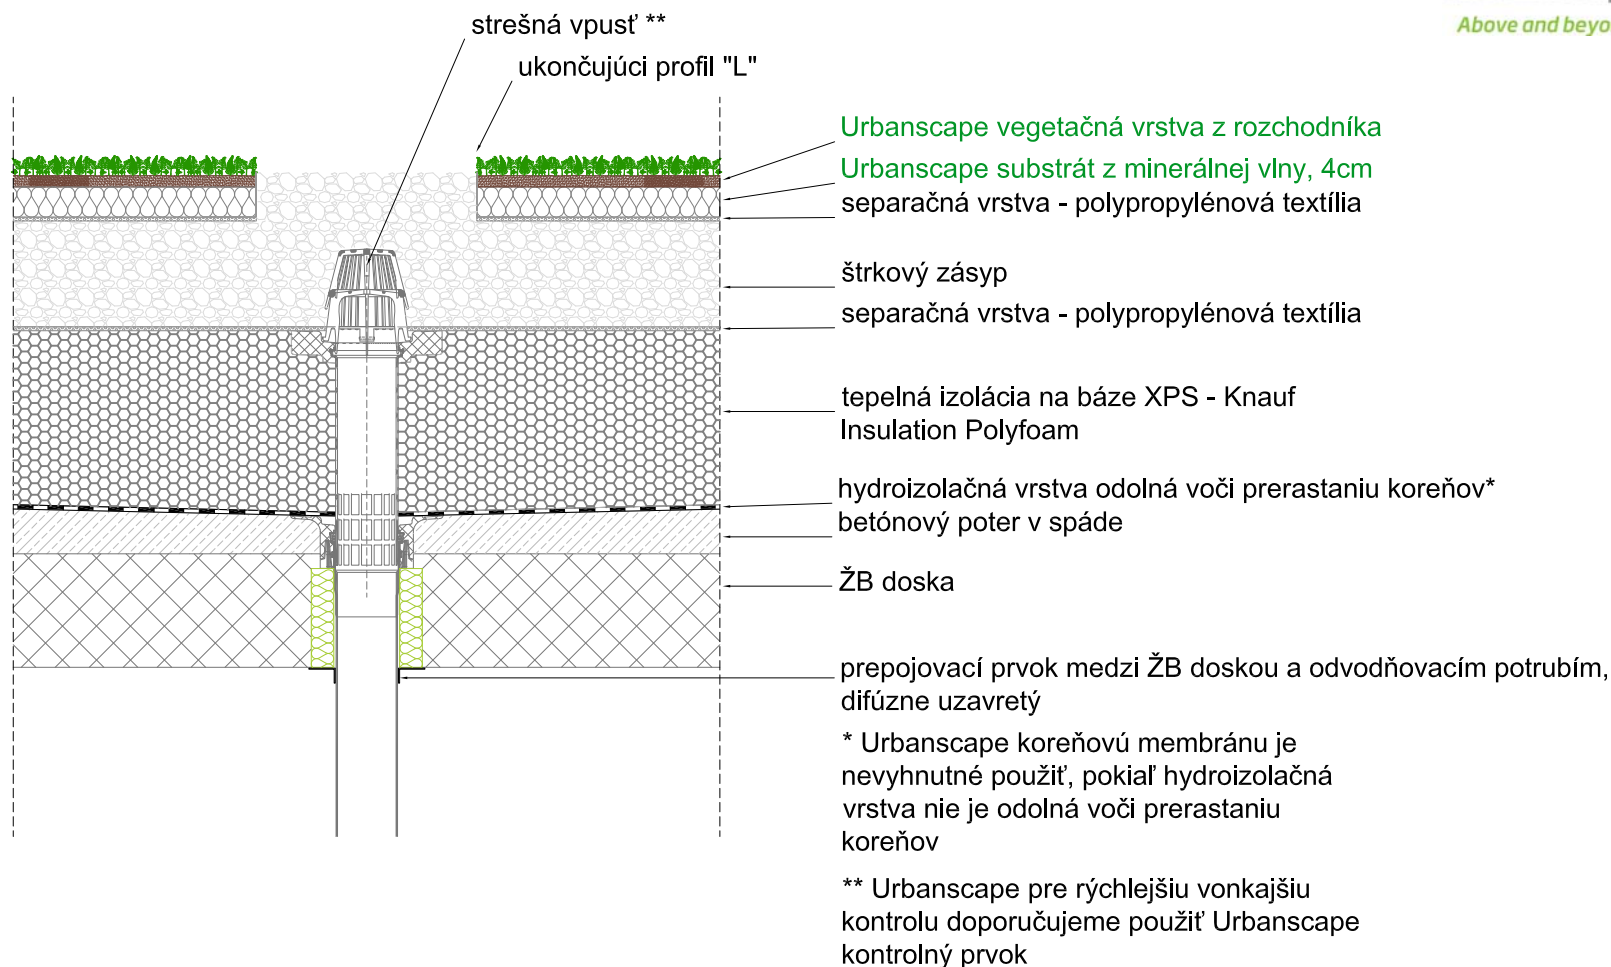 Above and beyo
strešná vpusť **
ukončujúci profil "L"
Urbanscape vegetačná vrstva z rozchodníka
Urbanscape substrát z minerálnej vlny, 4cm
separačná vrstva - polypropylénová textília
štrkový zásyp
separačná vrstva - polypropylénová textília
tepelná izolácia na báze XPS - Knauf
Insulation Polyfoam
hydroizolačná vrstva odolná voči prerastaniu koreňov*
betónový poter v spáde
ŽB doska
prepojovací prvok medzi ŽB doskou a odvodňovacím potrubím,
difúzne uzavretý
* Urbanscape koreňovú membránu je
nevyhnutné použiť, pokiaľ hydroizolačná
vrstva nie je odolná voči prerastaniu
koreňov
** Urbanscape pre rýchlejšiu vonkajšiu
kontrolu doporučujeme použiť Urbanscape
kontrolný prvok